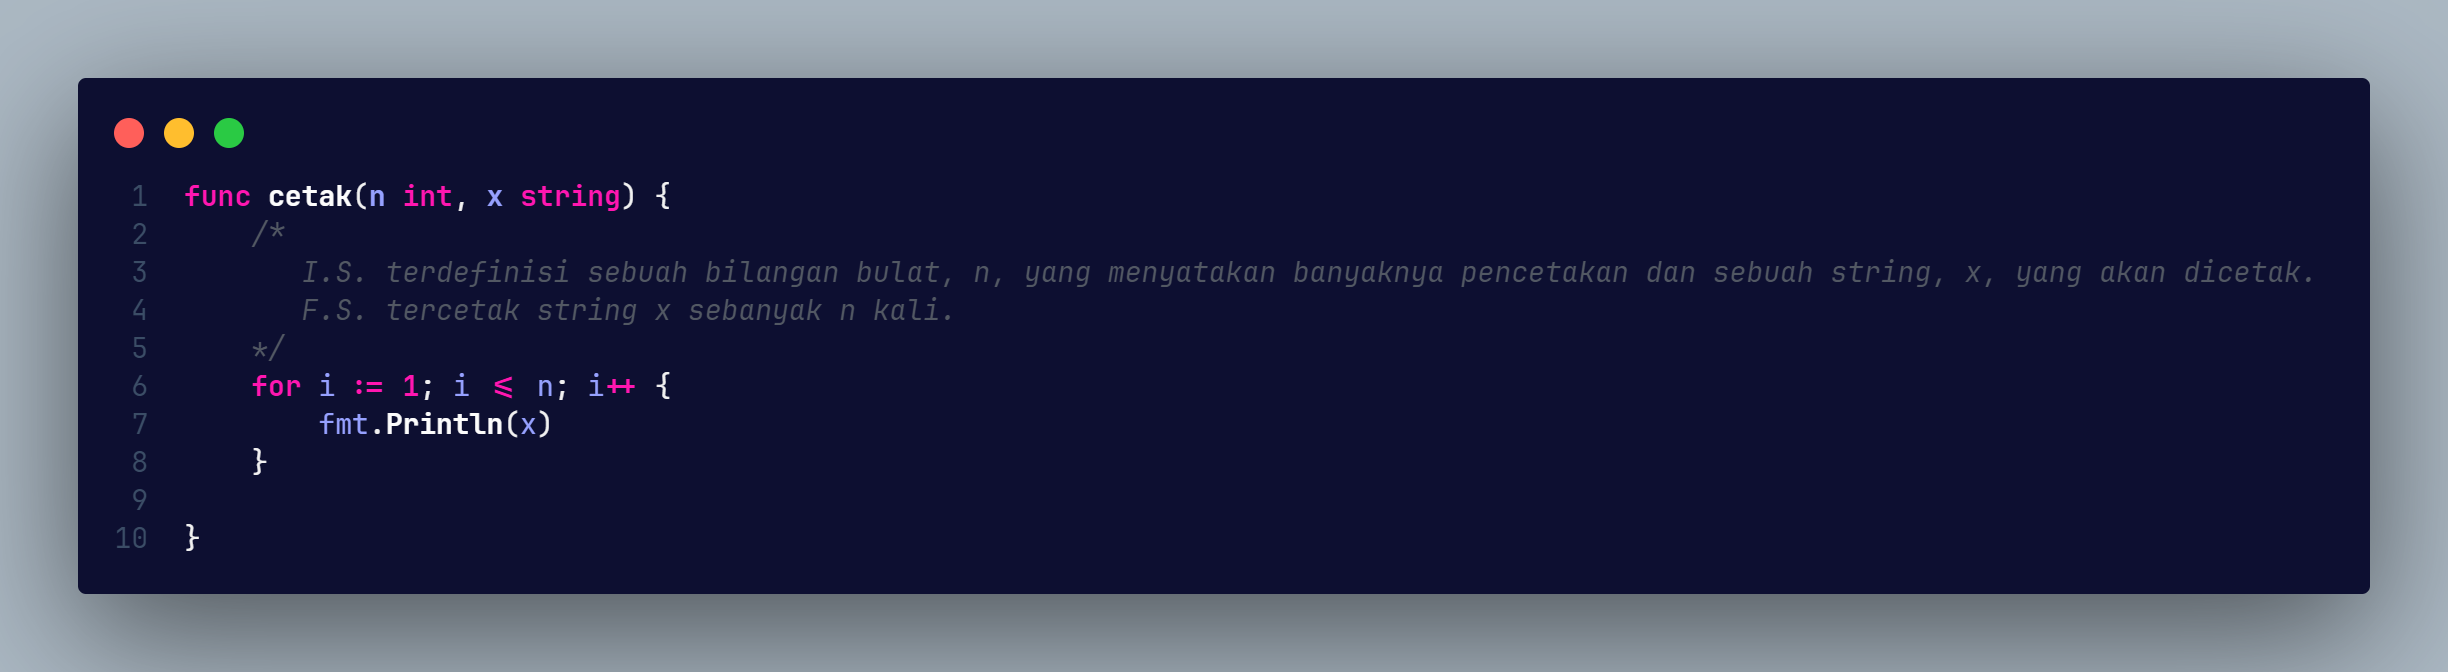 1 func cetak(n int, x string) {
2     /*
3        I.S. terdefinisi sebuah bilangan bulat, n, yang menyatakan banyaknya pencetakan dan sebuah string, x, yang akan dicetak.
4        F.S. tercetak string x sebanyak n kali.
5     */
6     for i := 1; i <= n; i++ {
7         fmt.Println(x)
8     }
9
10 }